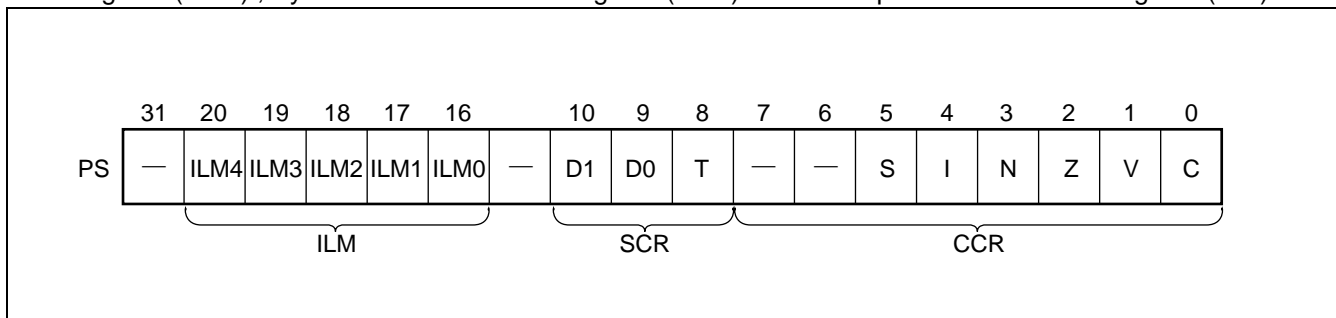 31 20 19 18 17 16 10 9 8 7 6 5 4 3 2 1 0
PS — ILM4 ILM3 ILM2 ILM1 ILM0 — D1 D0 T — — S I N Z V C
ILM SCR CCR